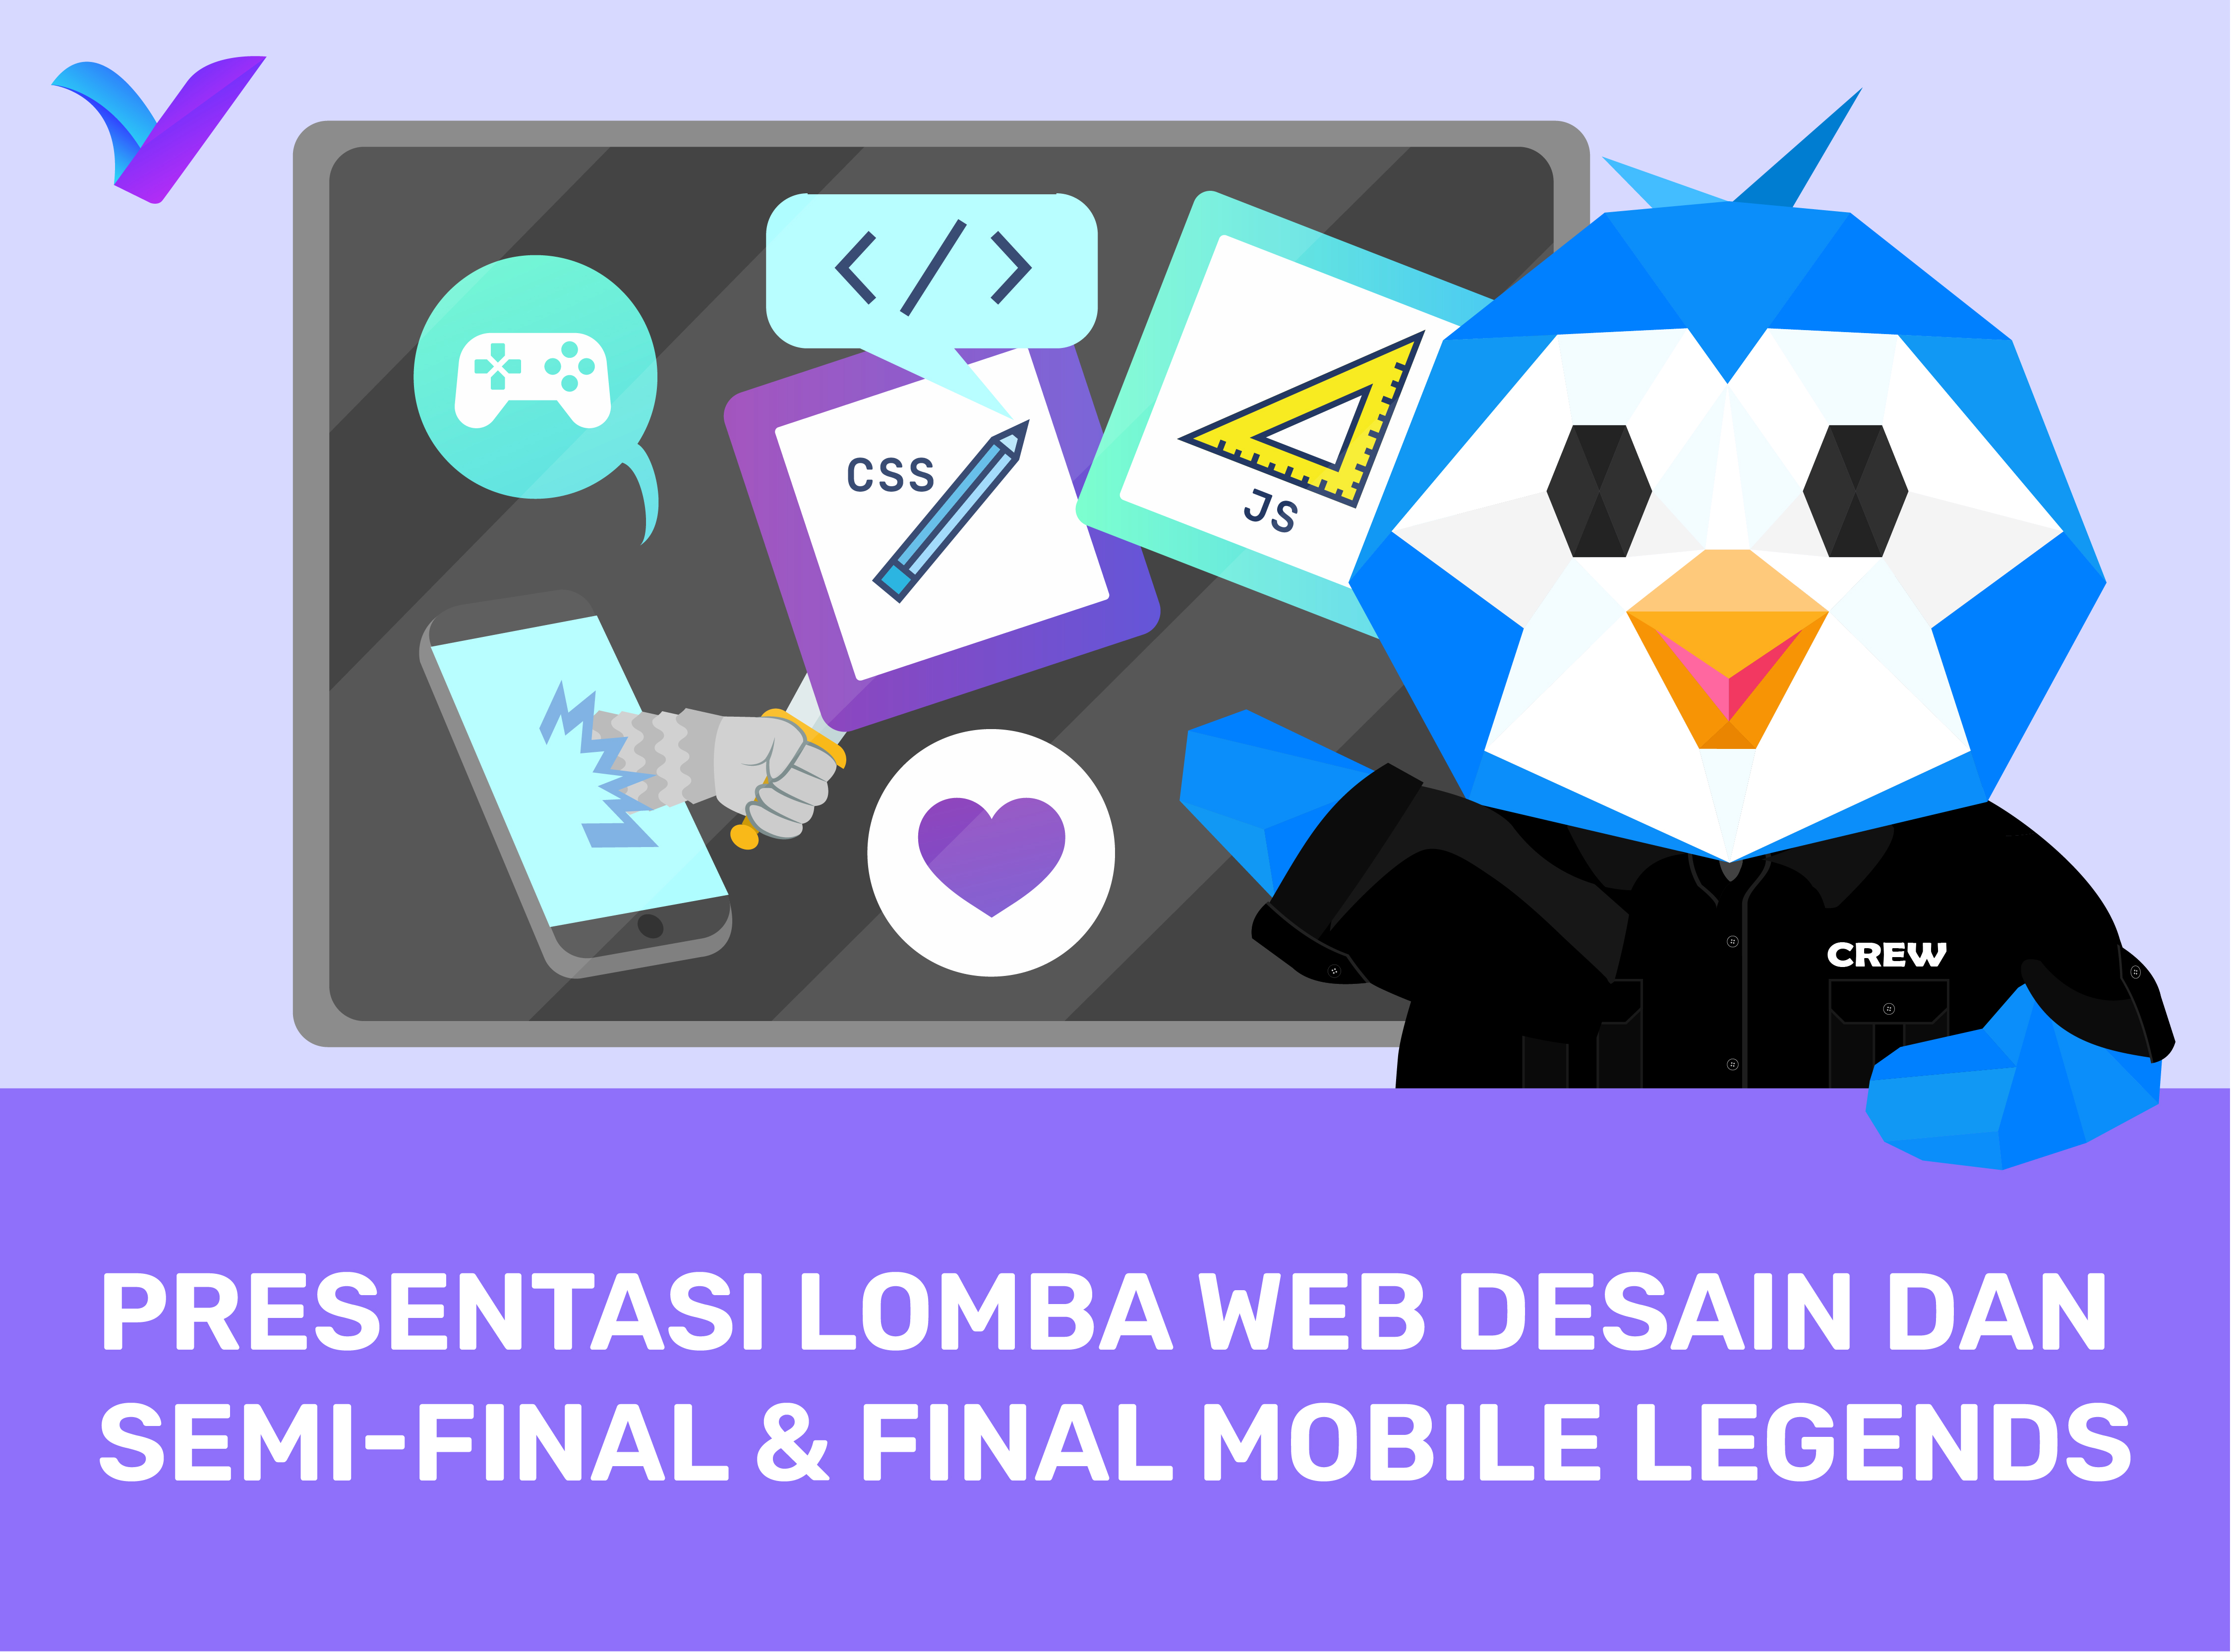 </>
CSS
JS
CREW
PRESENTASI LOMBA WEB DESAIN DAN
SEMI-FINAL & FINAL MOBILE LEGENDS